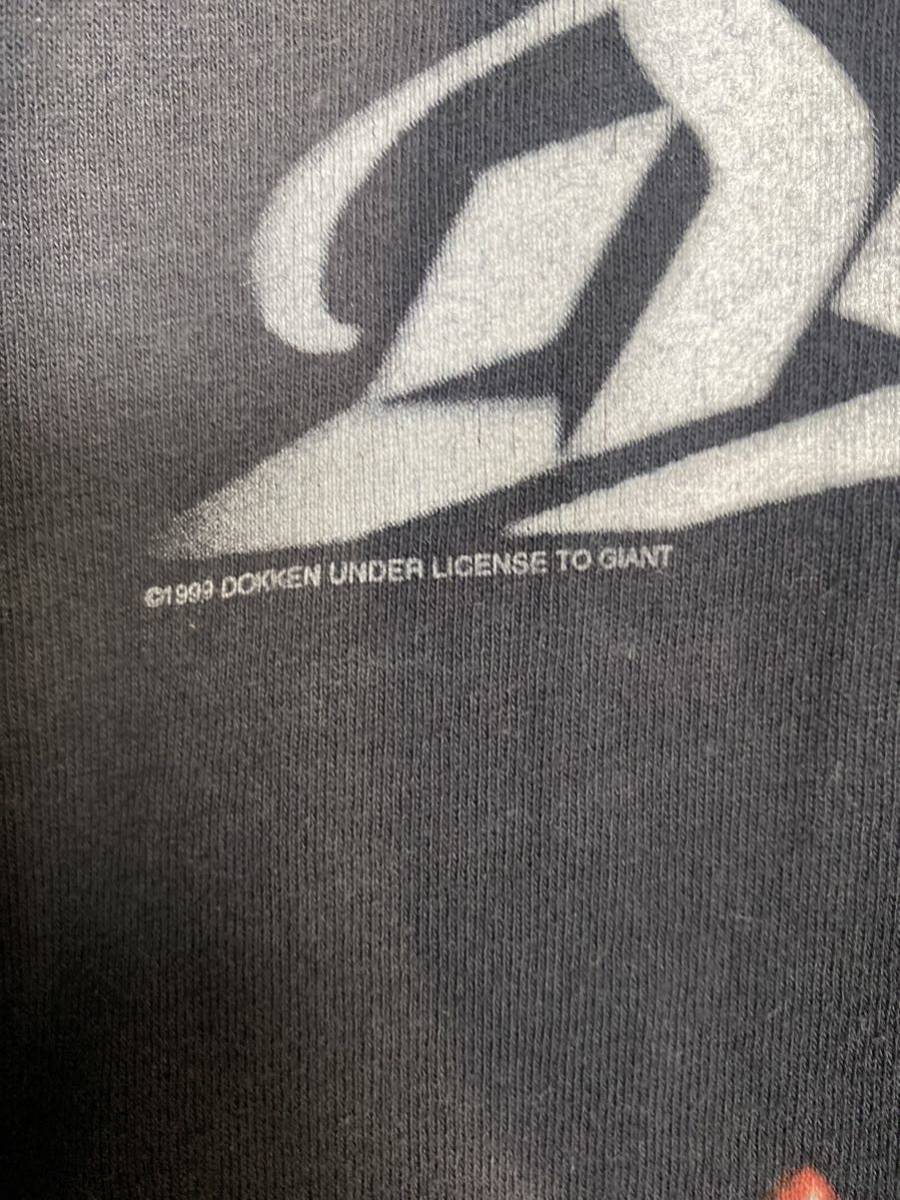 D
©1999 DOKKEN UNDER LICENSE TO GIANT